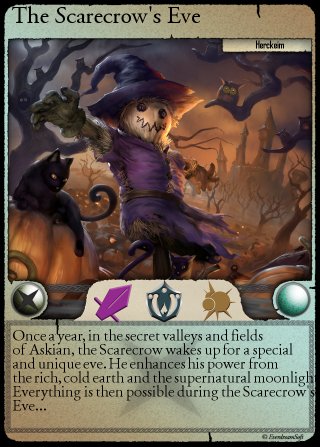 The Scarecrow's Eve
Herckeim
Once a year, in the secret valleys and fields
of Askian, the Scarecrow wakes up for a special
and unique eve. He enhances his power from
the rich, cold earth and the supernatural moonligh
Everything is then possible during the Scarecrow's
Eve...
© EverdreamSoft